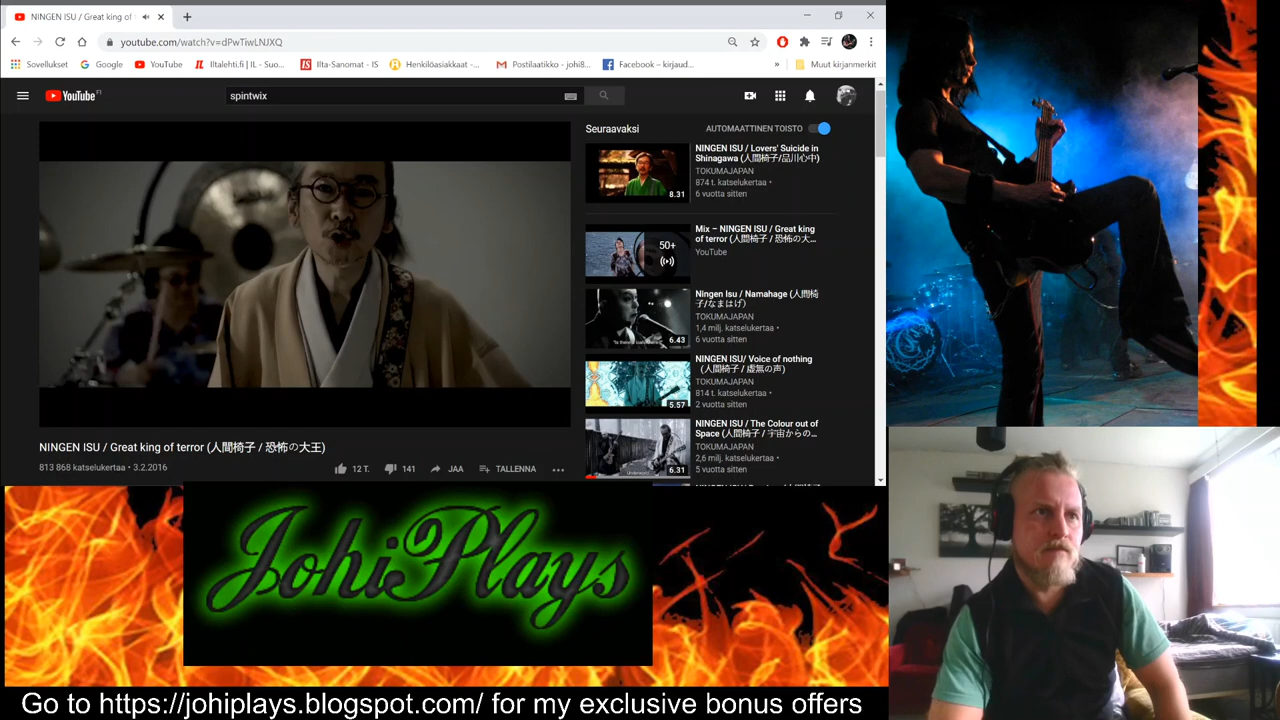 NINGEN ISU / Great king of t
youtube.com/watch?v=dPwTiwLNJXQ
Sovellukset
Google
YouTube
Iltalehti.fi | IL - Suo...
Ilta-Sanomat - IS
Henkilöasiakkaat -...
Postilaatikko - johi8...
Facebook – kirjaud...
»
Muut kirjanmerkit
YouTube FI
spintwix
Seuraavaksi
AUTOMAATTINEN TOISTO
NINGEN ISU / Lovers' Suicide in
Shinagawa (人間椅子/品川心中)
TOKUMAJAPAN
874 t. katselukertaa •
6 vuotta sitten
8.31
Mix – NINGEN ISU / Great king
of terror (人間椅子 / 恐怖の大王...
YouTube
50+
Ningen Isu / Namahage (人間椅
子/なまはげ)
TOKUMAJAPAN
1,4 milj. katselukertaa •
6 vuotta sitten
6.43
NINGEN ISU/ Voice of nothing
(人間椅子 / 虚無の声)
TOKUMAJAPAN
814 t. katselukertaa •
2 vuotta sitten
5.57
NINGEN ISU / The Colour out of
Space (人間椅子 / 宇宙からの...
TOKUMAJAPAN
2,6 milj. katselukertaa •
5 vuotta sitten
6.31
NINGEN ISU / Great king of terror (人間椅子 / 恐怖の大王)
813 868 katselukertaa • 3.2.2016
12 T.
141
JAA
TALLENNA
JohiPlays
Go to https://johiplays.blogspot.com/ for my exclusive bonus offers